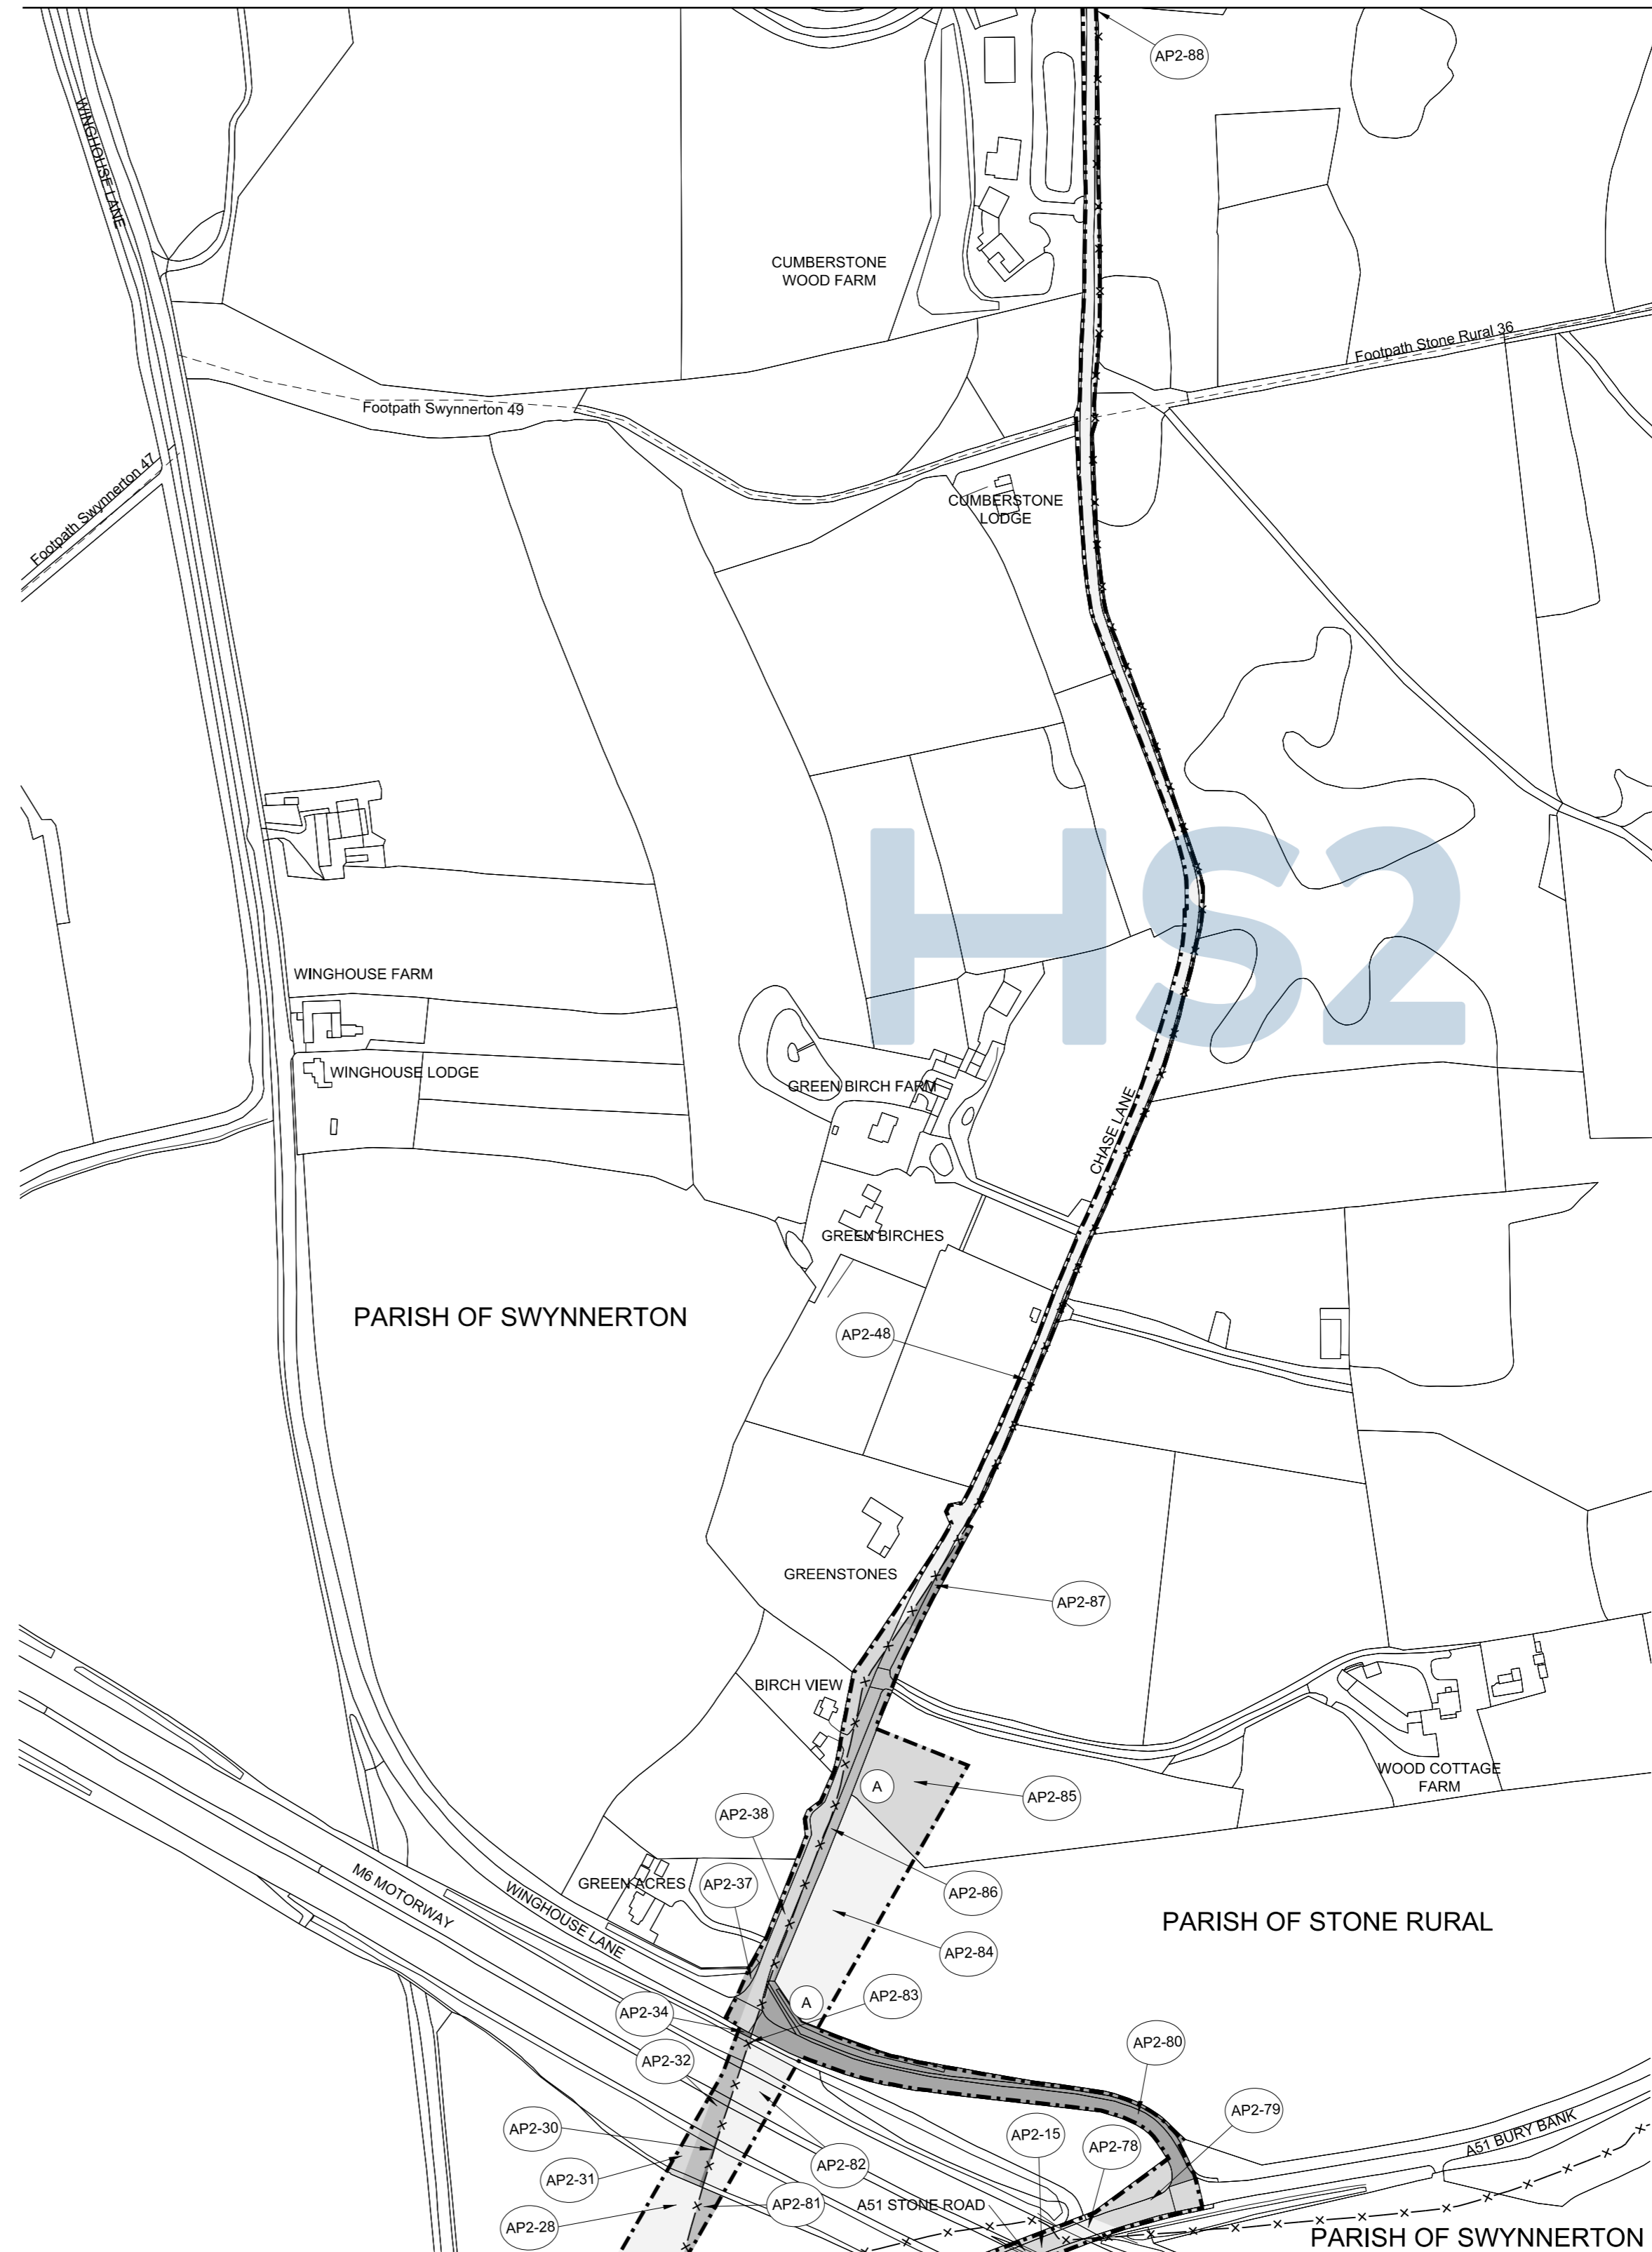 AP2-88
WINGHOUSE LANE
CUMBERSTONE
WOOD FARM
Footpath Stone Rural 36
Footpath Swynnerton 49
Footpath Swynnerton 47
CUMBERSTONE
LODGE
HS2
WINGHOUSE FARM
WINGHOUSE LODGE
GREEN BIRCH FARM
CHASE LANE
GREEN BIRCHES
PARISH OF SWYNNERTON
AP2-48
GREENSTONES
AP2-87
BIRCH VIEW
WOOD COTTAGE
FARM
A
AP2-85
AP2-38
GREEN ACRES
AP2-37
AP2-86
M6 MOTORWAY
WINGHOUSE LANE
PARISH OF STONE RURAL
AP2-84
A
AP2-83
AP2-34
AP2-80
AP2-32
AP2-79
AP2-30
AP2-15
AP2-78
A51 BURY BANK
AP2-82
AP2-31
AP2-81
A51 STONE ROAD
AP2-28
PARISH OF SWYNNERTON